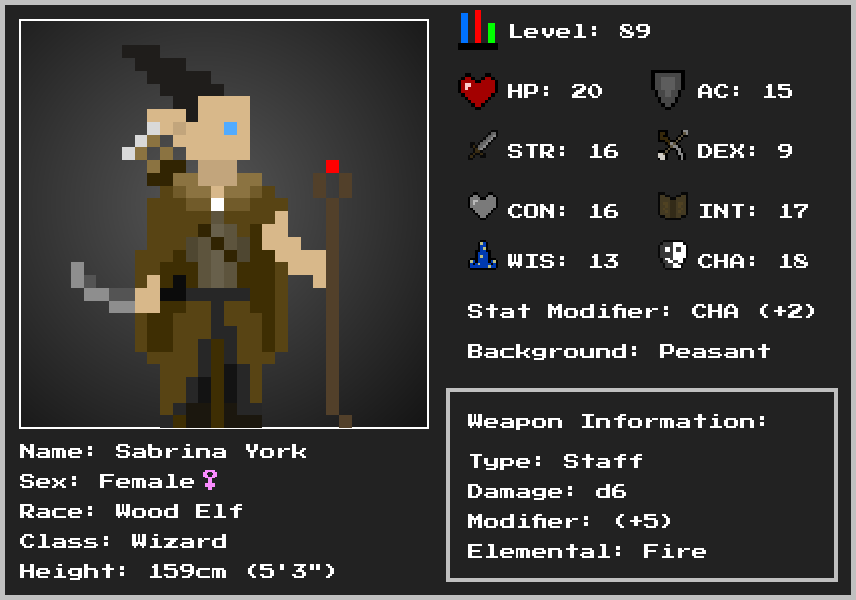 Level: 89
HP: 20 AC: 15
STR: 16 DEX: 9
CON: 16 INT: 17
WIS: 13 CHA: 18
Stat Modifier: CHA (+2)
Background: Peasant
Name: Sabrina York
Sex: Female♀
Race: Wood Elf
Class: Wizard
Height: 159cm (5'3")
Weapon Information:
Type: Staff
Damage: d6
Modifier: (+5)
Elemental: Fire